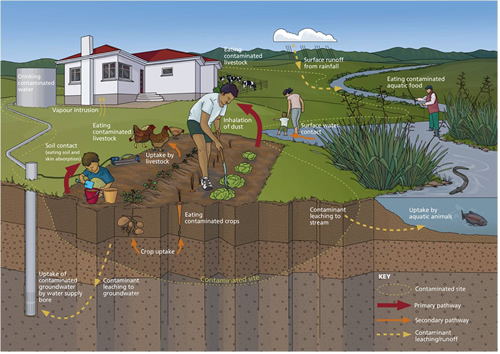 Eating
contaminated
livestock
Surface runoff
from rainfall
Drinking
contaminated
water
Eating contaminated
aquatic food
Vapour intrusion
Inhalation
of dust
Eating
contaminated
livestock
Surface water
contact
Soil contact
(eating soil and
skin absorption)
Uptake by
livestock
Contaminant
leaching to
stream
Uptake by
aquatic animals
Eating
contaminated crops
Crop uptake
Contaminated site
Uptake of
contaminated
groundwater
by water supply
bore
Contaminant
leaching to
groundwater
KEY
Contaminated site
Primary pathway
Secondary pathway
Contaminant
leaching/runoff